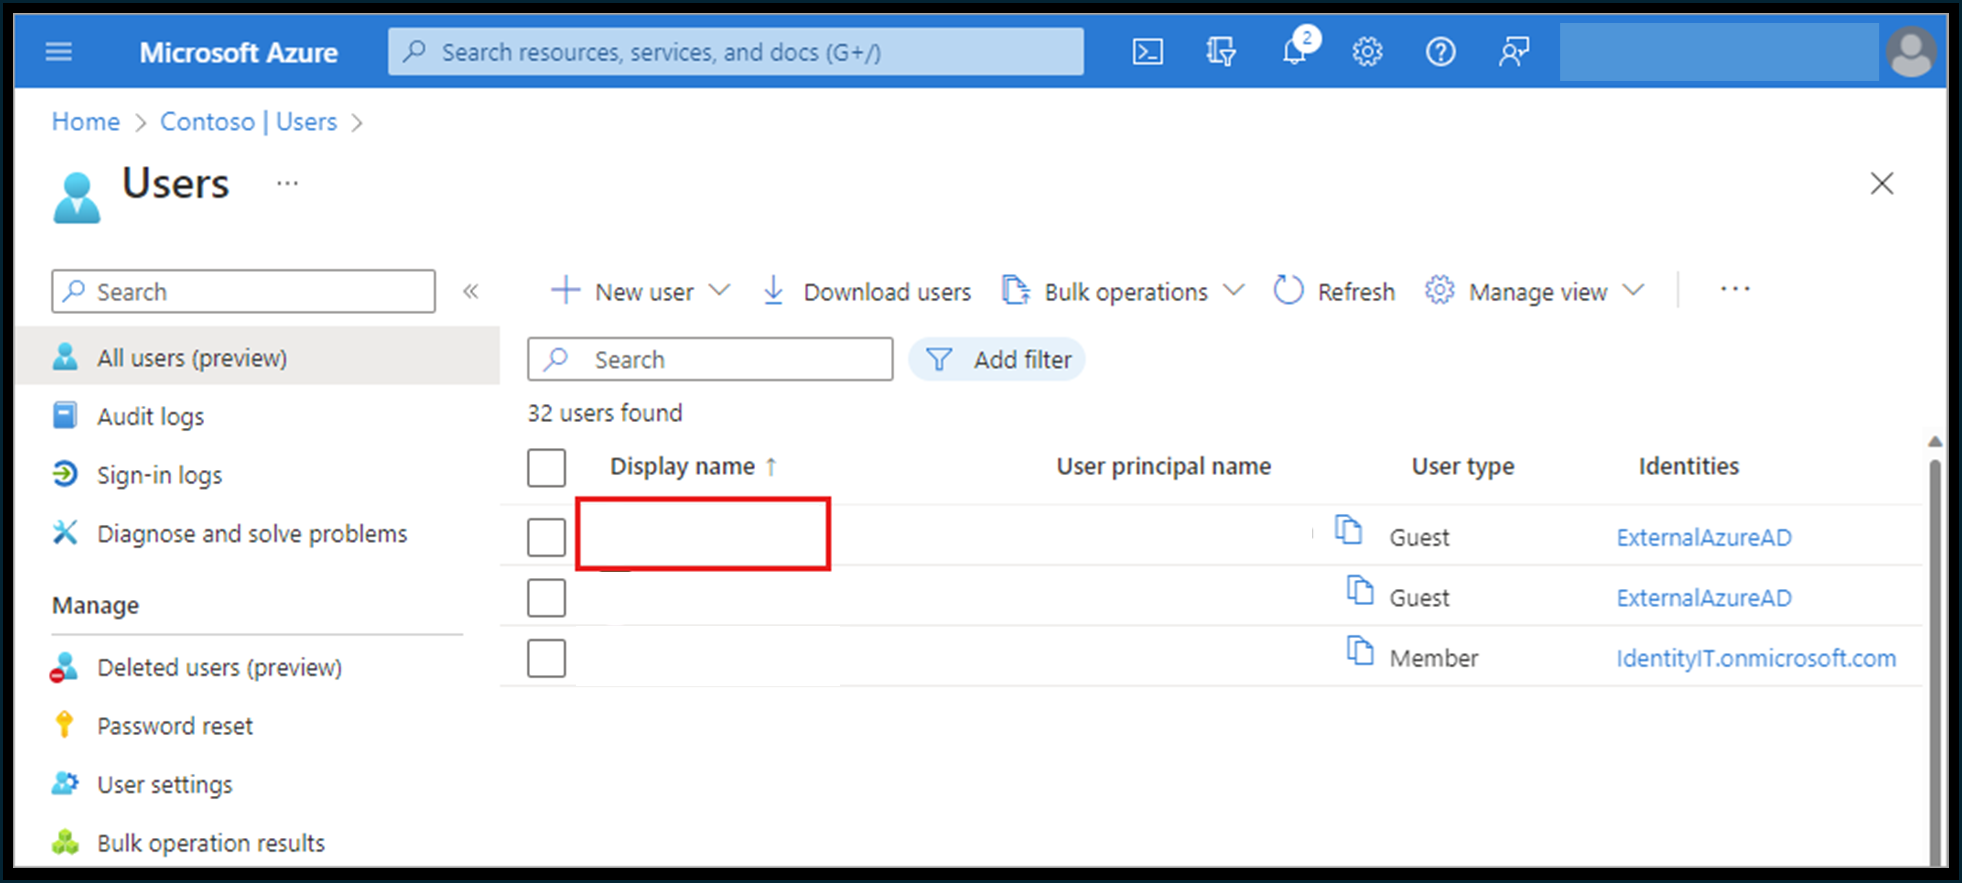 Microsoft Azure
Search resources, services, and docs (G+/)
2
Home > Contoso | Users >
Users ...
Search «
New user
Download users
Bulk operations
Refresh
Manage view
...
All users (preview)
Audit logs
Sign-in logs
Diagnose and solve problems
Manage
Deleted users (preview)
Password reset
User settings
Bulk operation results
Search
Add filter
32 users found
Display name ↑ User principal name User type Identities
Guest ExternalAzureAD
Guest ExternalAzureAD
Member IdentityIT.onmicrosoft.com